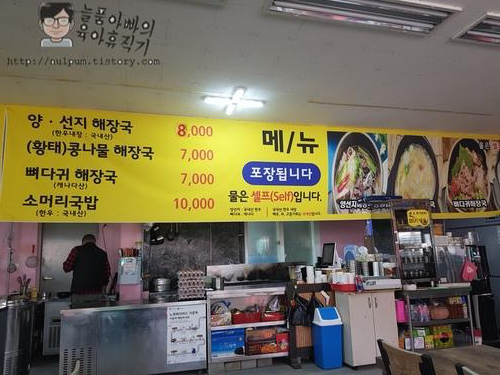 늘품아빠의
육아휴직기
http://nulpum.tistory.com
양 · 선지 해장국 8,000
(한우내장 : 국내산)
(황태)콩나물 해장국 7,000
뼈다귀 해장국 7,000
(캐나다산)
소머리국밥 10,000
(한우 : 국내산)
메/뉴
포장됩니다
물은 셀프(Self)입니다.
뼈다귀해장국